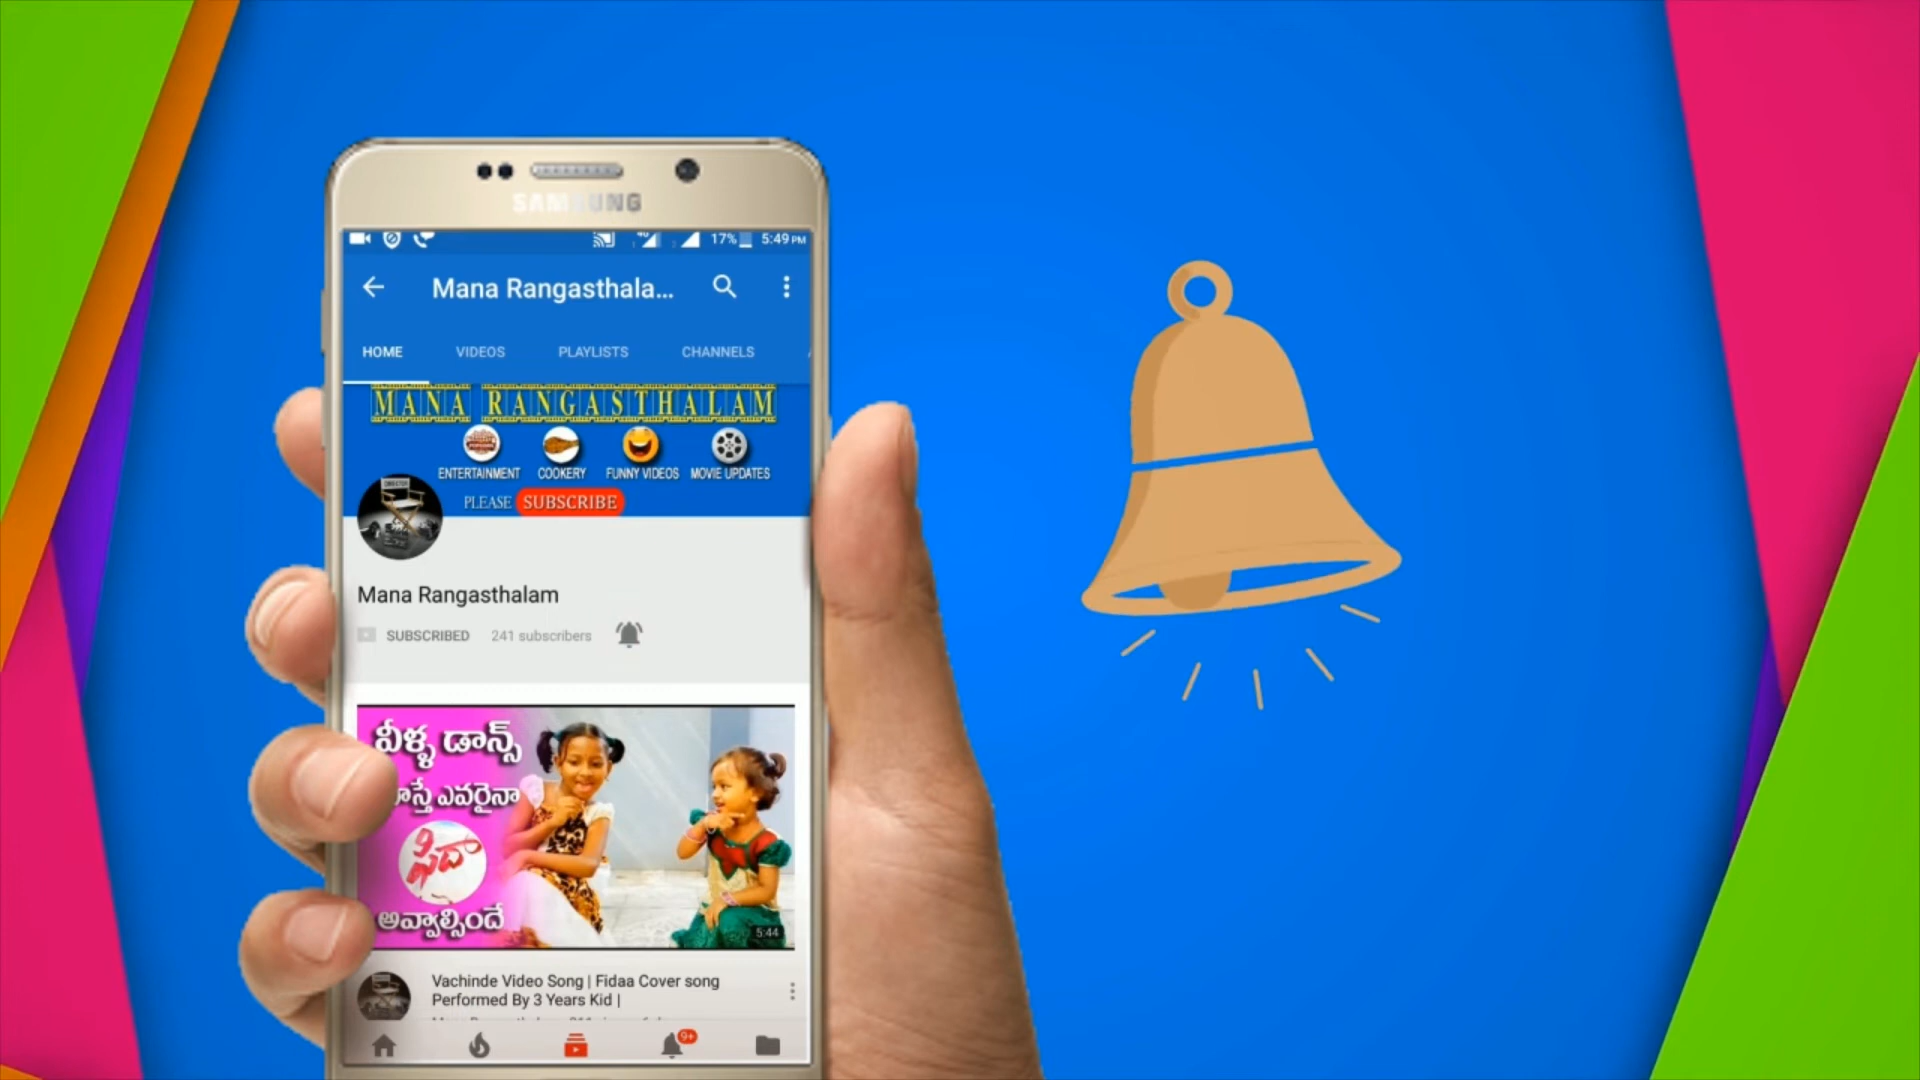 SAMSUNG
17% 5:49 PM
Mana Rangasthala...
HOME VIDEOS PLAYLISTS CHANNELS
MANA RANGASTHALAM
ENTERTAINMENT COOKERY FUNNY VIDEOS MOVIE UPDATES
PLEASE SUBSCRIBE
Mana Rangasthalam
SUBSCRIBED 241 subscribers
వీళ్ళ డాన్స్
ఎవరైనా
ఫిదా
అవ్వాల్సిందే
5:44
Vachinde Video Song | Fidaa Cover song
Performed By 3 Years Kid |
9+